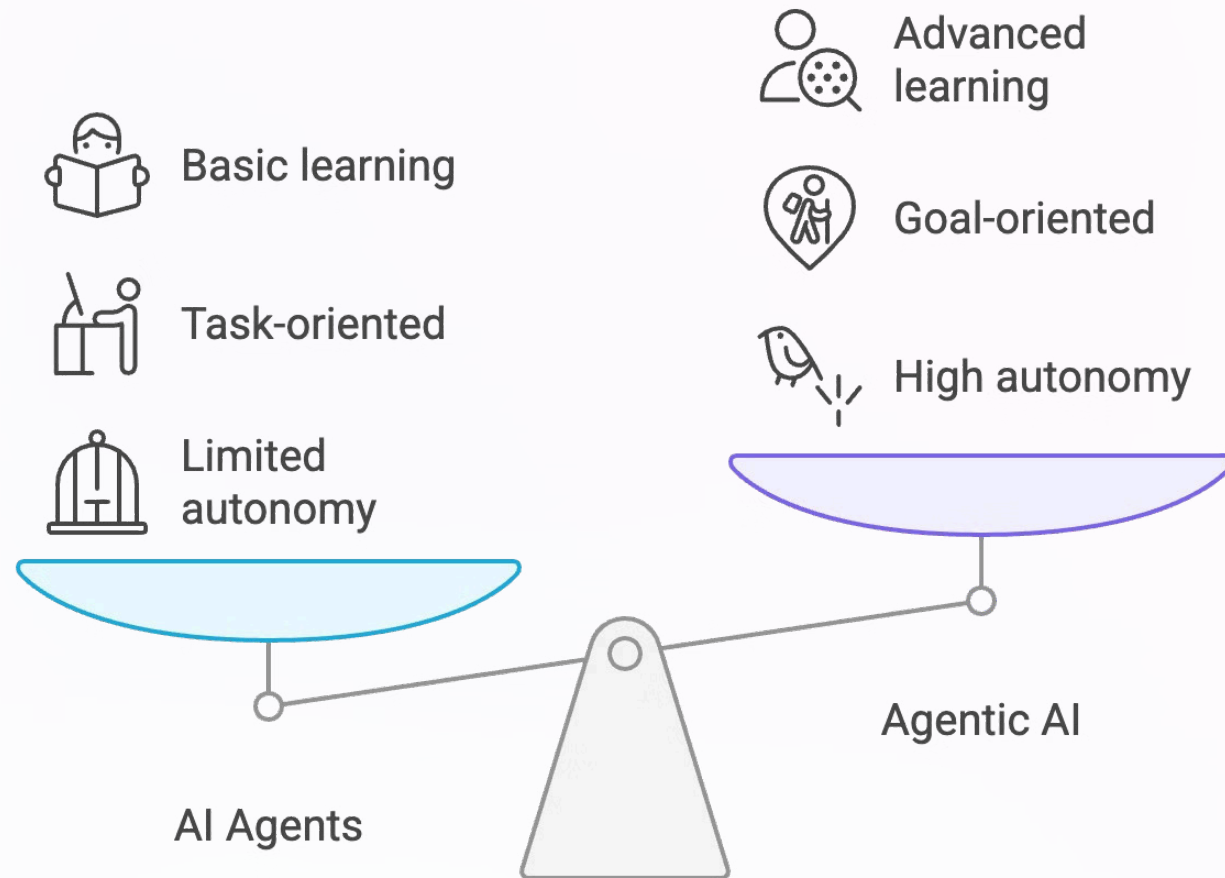 Basic learning
Task-oriented
Limited
autonomy
AI Agents
Advanced
learning
Goal-oriented
High autonomy
Agentic AI